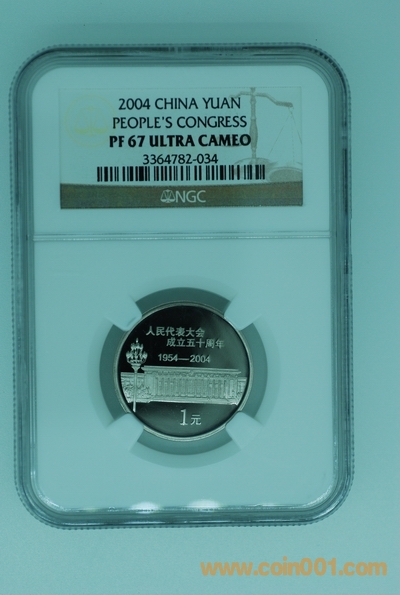 2004 CHINA YUAN
PEOPLE'S CONGRESS
PF 67 ULTRA CAMEO
3364782-034
NGC
人民代表大会
成立五十周年
1954—2004
1元
www.coin001.com